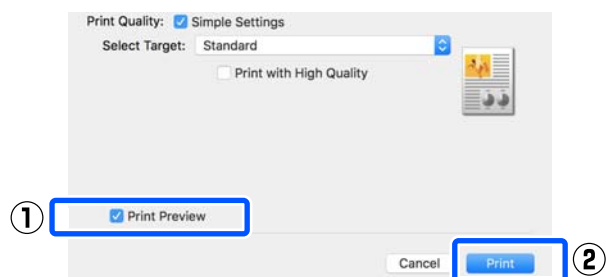 Print Quality: Simple Settings
Select Target: Standard
Print with High Quality
① Print Preview
Cancel Print ②